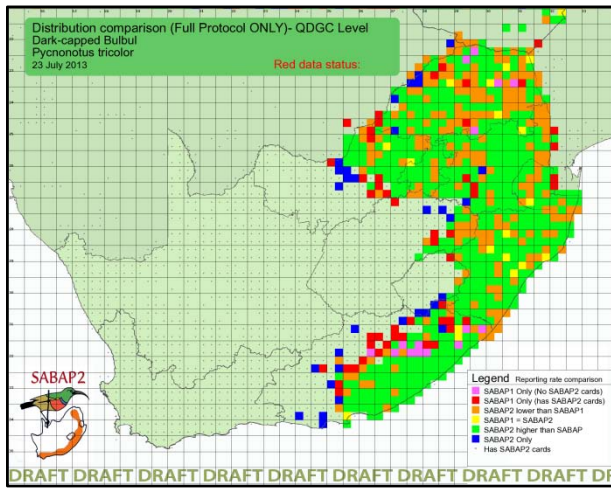 Distribution comparison (Full Protocol ONLY)- QDGC Level
Dark-capped Bulbul
Pycnonotus tricolor
23 July 2013
Red data status:
SABAP2
Legend Reporting rate comparison
SABAP1 Only (No SABAP2 cards)
SABAP1 Only (has SABAP2 cards)
SABAP2 lower than SABAP1
SABAP1 = SABAP2
SABAP2 higher than SABAP
SABAP2 Only
Has SABAP2 cards
DRAFT DRAFT DRAFT DRAFT DRAFT DRAFT DRAFT DRAFT DRAFT DR